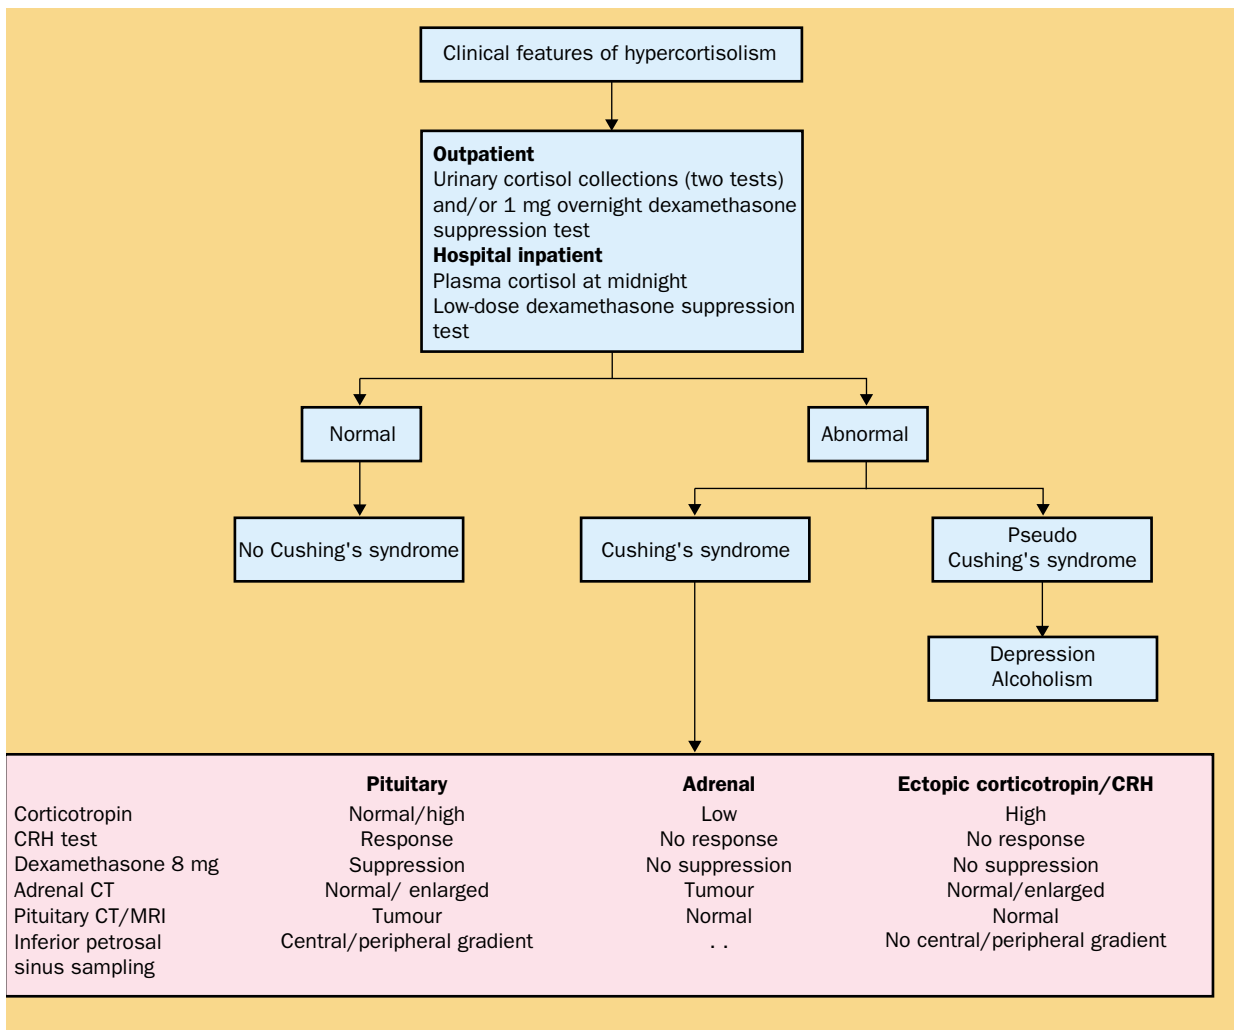 Clinical features of hypercortisolism
Outpatient
Urinary cortisol collections (two tests)
and/or 1 mg overnight dexamethasone
suppression test
Hospital inpatient
Plasma cortisol at midnight
Low-dose dexamethasone suppression
test
Normal
Abnormal
No Cushing's syndrome
Cushing's syndrome
Pseudo
Cushing's syndrome
Depression
Alcoholism
Pituitary Adrenal Ectopic corticotropin/CRH
Corticotropin Normal/high Low High
CRH test Response No response No response
Dexamethasone 8 mg Suppression No suppression No suppression
Adrenal CT Normal/ enlarged Tumour Normal/enlarged
Pituitary CT/MRI Tumour Normal Normal
Inferior petrosal Central/peripheral gradient . . No central/peripheral gradient
sinus sampling